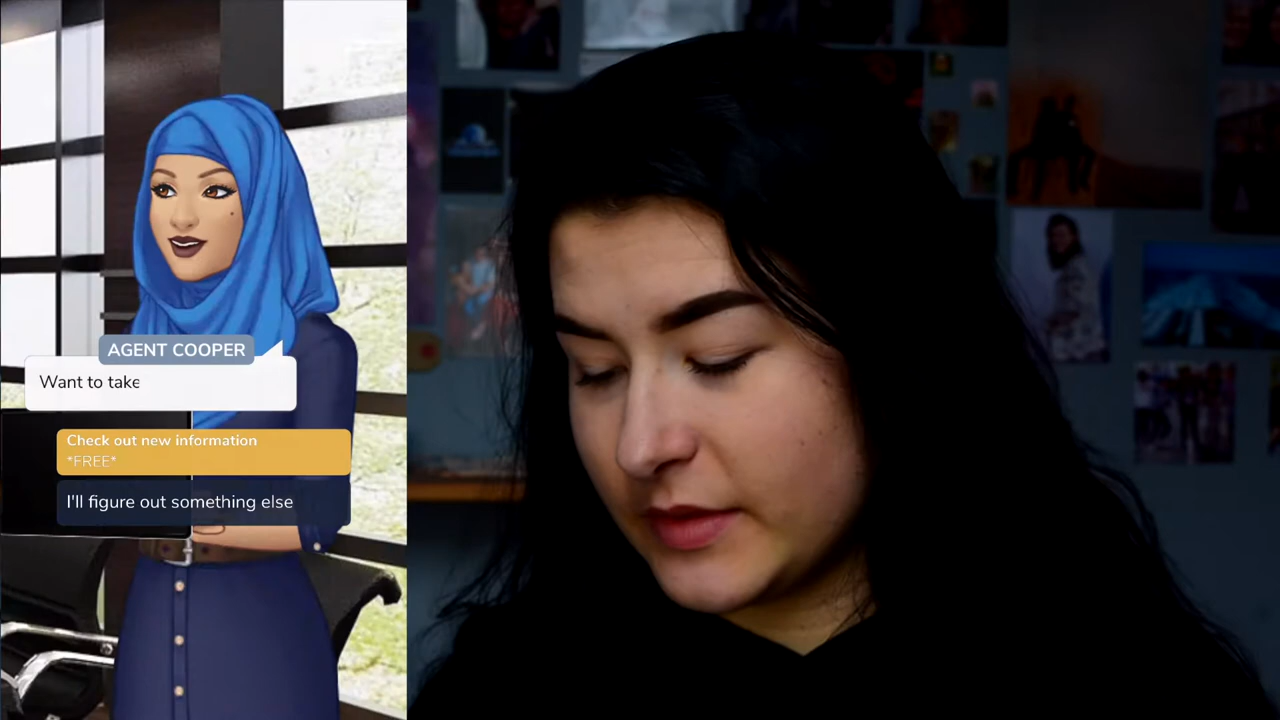 AGENT COOPER
Want to take
Check out new information
*FREE*
I'll figure out something else